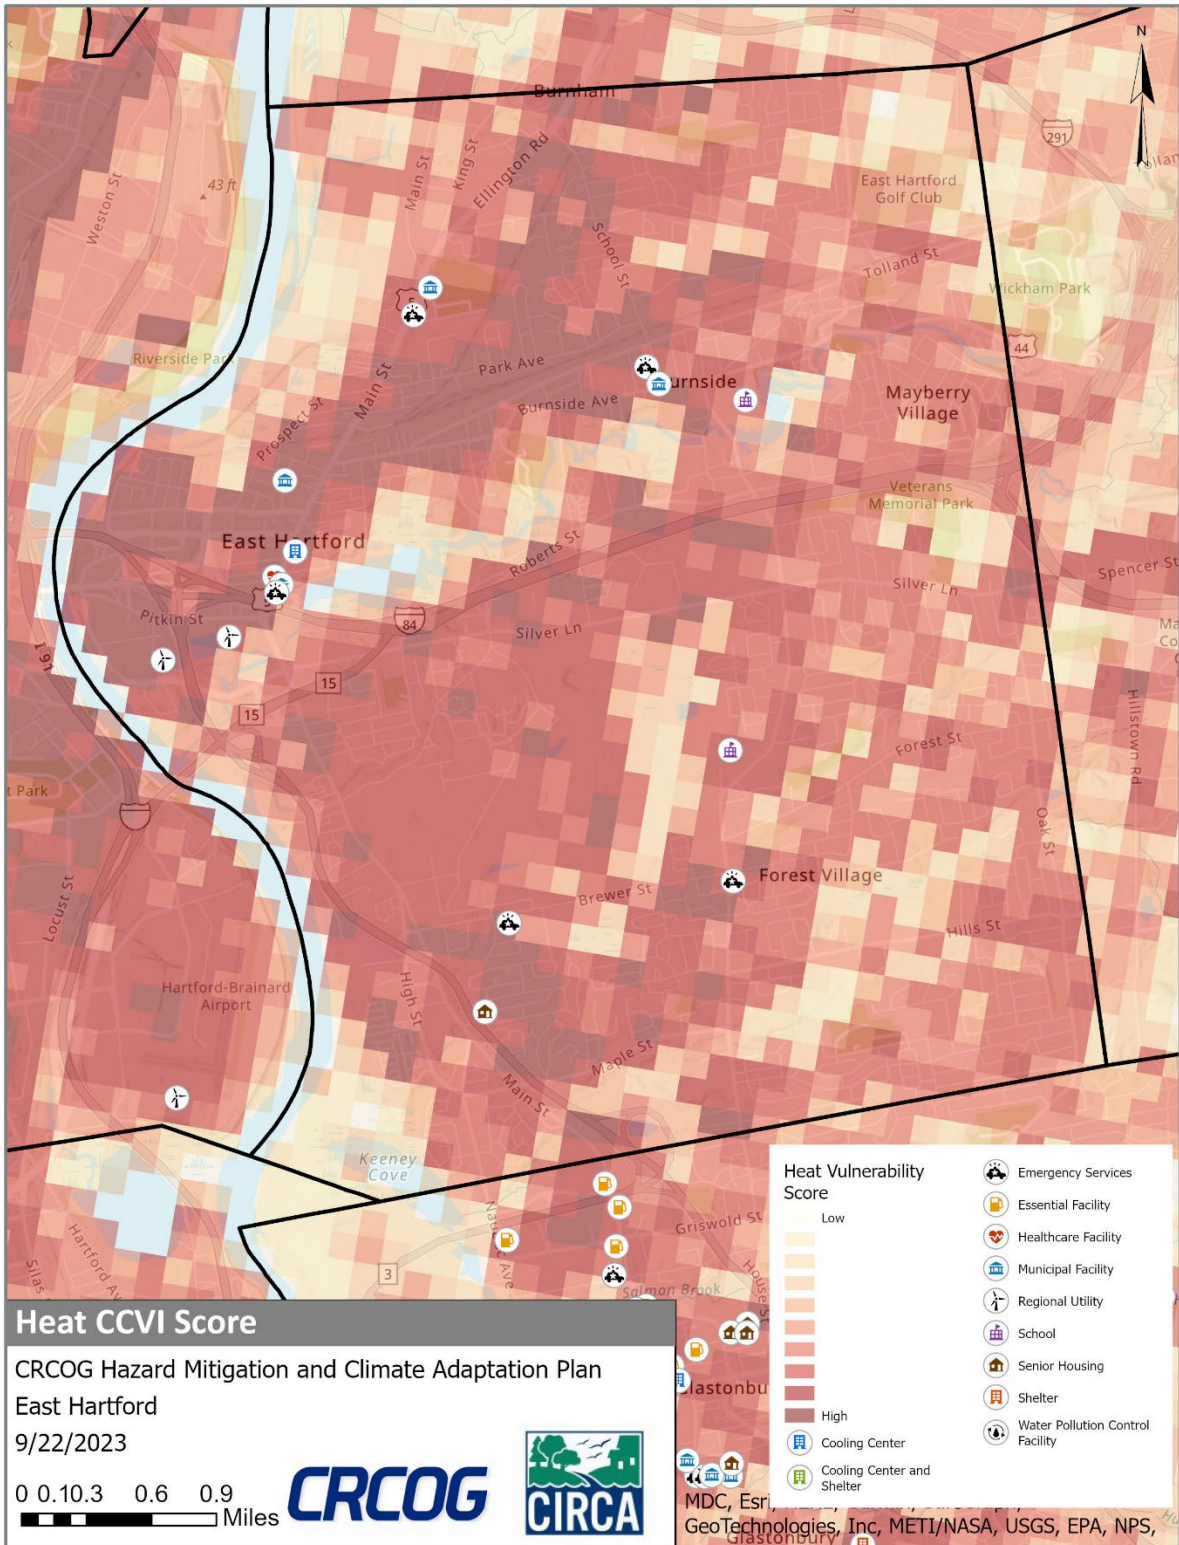 Burnham
N
291
Weston St
43 ft
Main St
King St
Ellington Rd
School St
East Hartford
Golf Club
Tolland St
Wickham Park
5
44
Riverside Park
Park Ave
Main St
Burnside Ave
Prospect St
urnside
Mayberry
Village
Veterans
Memorial Park
East Hartford
Roberts St
Spencer St
Silver Ln
Pitkin St
84
Silver Ln
I 91
15
15
Forest St
Hillstown Rd
t Park
Oak St
Locust St
Brewer St
Forest Village
Hills St
Hartford-Brainard
Airport
High St
Maple St
Main St
Keeney
Cove
Griswold St
3
Salmon Brook
House St
Hartford Av
Silas
lastonbu
Glastonbury
Heat Vulnerability
Score
Low
High
Cooling Center
Cooling Center and
Shelter
Emergency Services
Essential Facility
Healthcare Facility
Municipal Facility
Regional Utility
School
Senior Housing
Shelter
Water Pollution Control
Facility
Heat CCVI Score
CRCOG Hazard Mitigation and Climate Adaptation Plan
East Hartford
9/22/2023
0 0.10.3 0.6 0.9
Miles
CRCOG
CIRCA
MDC, Esri,
GeoTechnologies, Inc, METI/NASA, USGS, EPA, NPS,